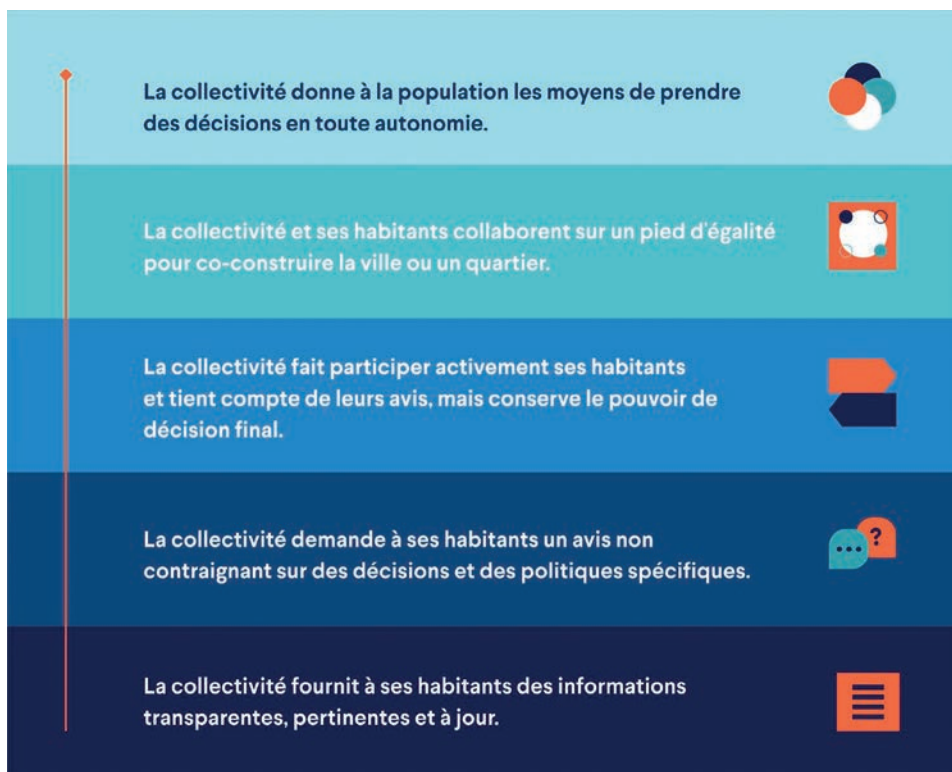 La collectivité donne à la population les moyens de prendre
des décisions en toute autonomie.
La collectivité et ses habitants collaborent sur un pied d'égalité
pour co-construire la ville ou un quartier.
La collectivité fait participer activement ses habitants
et tient compte de leurs avis, mais conserve le pouvoir de
décision final.
La collectivité demande à ses habitants un avis non
contraignant sur des décisions et des politiques spécifiques.
?
La collectivité fournit à ses habitants des informations
transparentes, pertinentes et à jour.